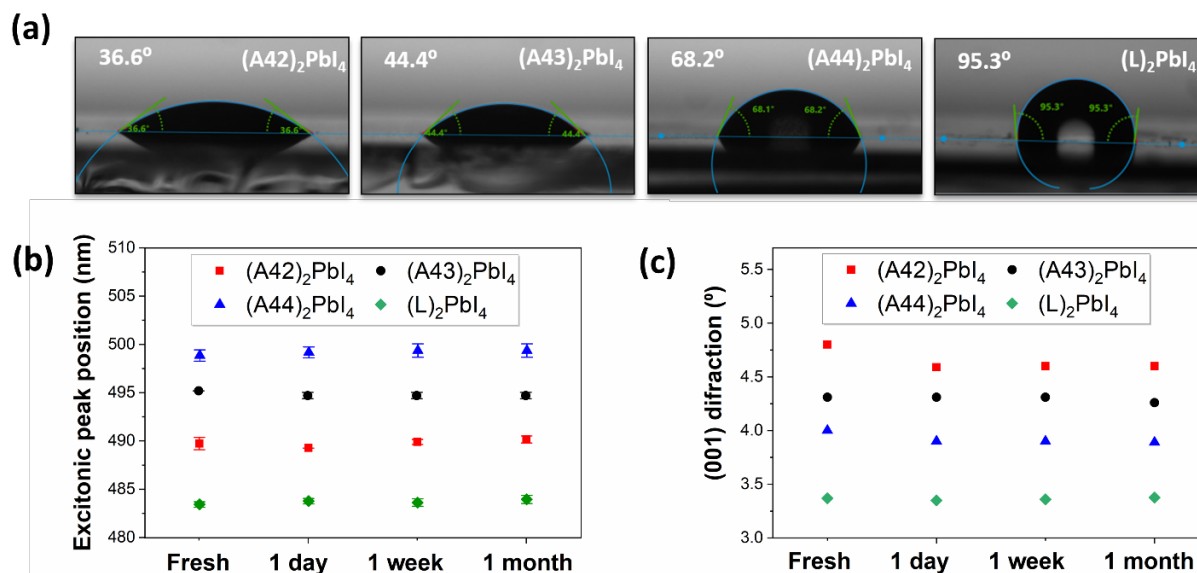 (a)
36.6° (A42)₂PbI₄
36.6° 36.6°
44.4° (A43)₂PbI₄
44.4° 44.4°
68.2° (A44)₂PbI₄
68.1° 68.2°
95.3° (L)₂PbI₄
95.3° 95.3°
(b)
Excitonic peak position (nm)
510
505
500
495
490
485
480
(A42)₂PbI₄ (A43)₂PbI₄
(A44)₂PbI₄ (L)₂PbI₄
Fresh 1 day 1 week 1 month
(c)
(001) difraction (º)
5.5
5.0
4.5
4.0
3.5
3.0
(A42)₂PbI₄ (A43)₂PbI₄
(A44)₂PbI₄ (L)₂PbI₄
Fresh 1 day 1 week 1 month